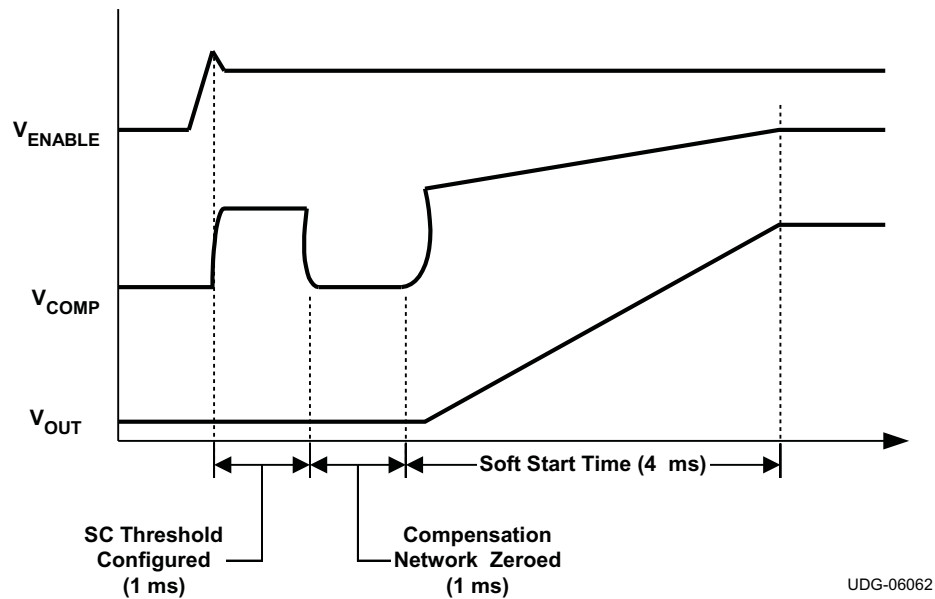 VENABLE
VCOMP
VOUT
Soft Start Time (4 ms)
SC Threshold
Configured
(1 ms)
Compensation
Network Zeroed
(1 ms)
UDG-06062